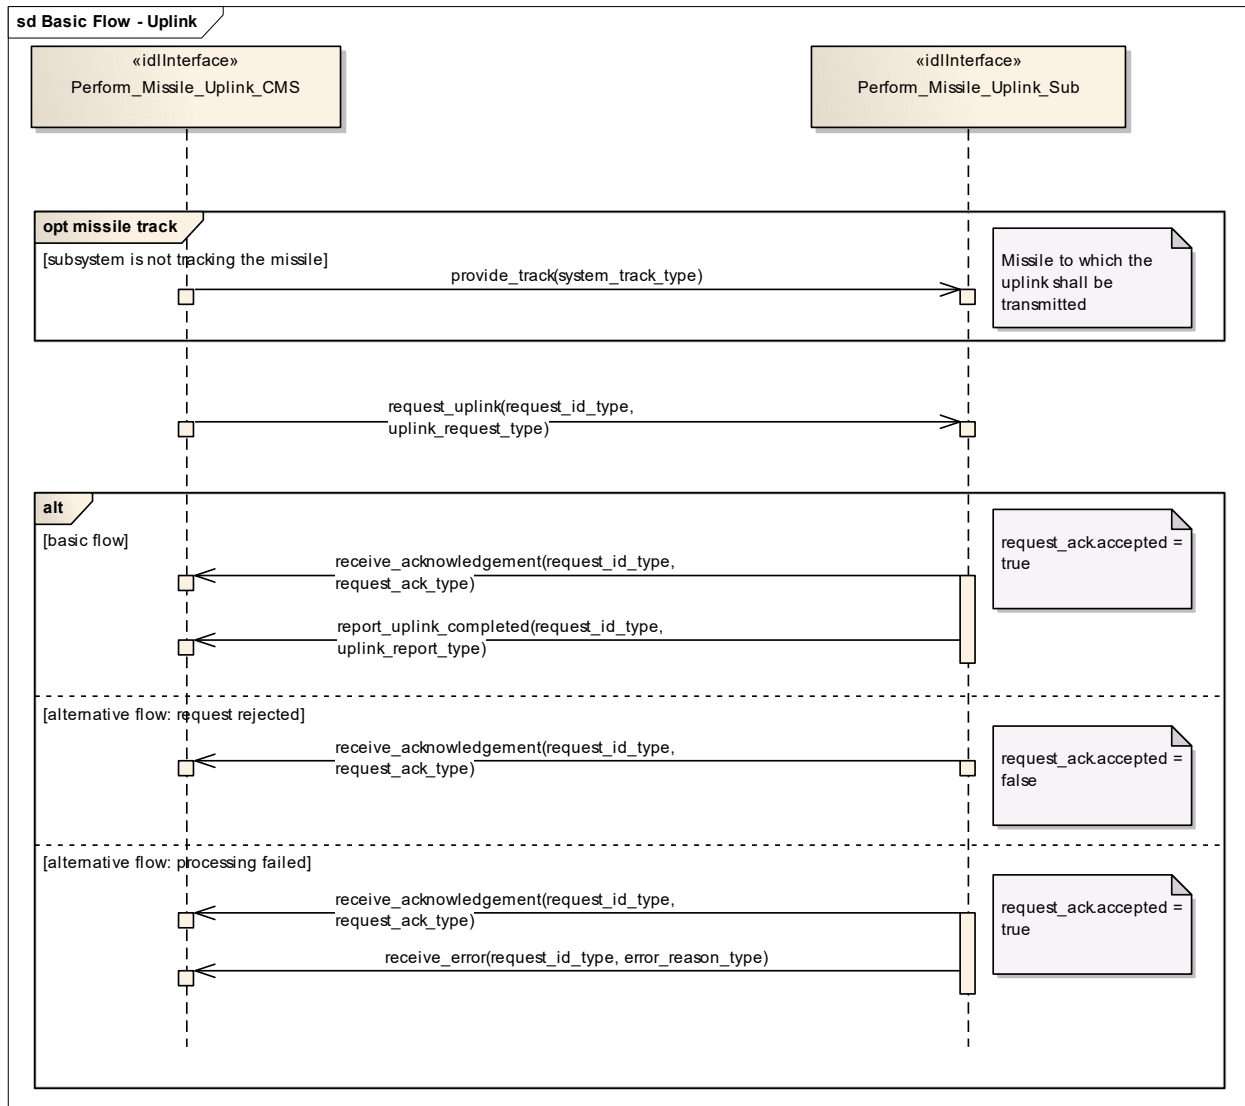 sd Basic Flow - Uplink
«idlInterface»
Perform_Missile_Uplink_CMS
«idlInterface»
Perform_Missile_Uplink_Sub
opt missile track
[subsystem is not tracking the missile]
provide_track(system_track_type)
Missile to which the
uplink shall be
transmitted
request_uplink(request_id_type,
uplink_request_type)
alt
[basic flow]
request_ack.accepted =
true
receive_acknowledgement(request_id_type,
request_ack_type)
report_uplink_completed(request_id_type,
uplink_report_type)
[alternative flow: request rejected]
receive_acknowledgement(request_id_type,
request_ack_type)
request_ack.accepted =
false
[alternative flow: processing failed]
receive_acknowledgement(request_id_type,
request_ack_type)
request_ack.accepted =
true
receive_error(request_id_type, error_reason_type)